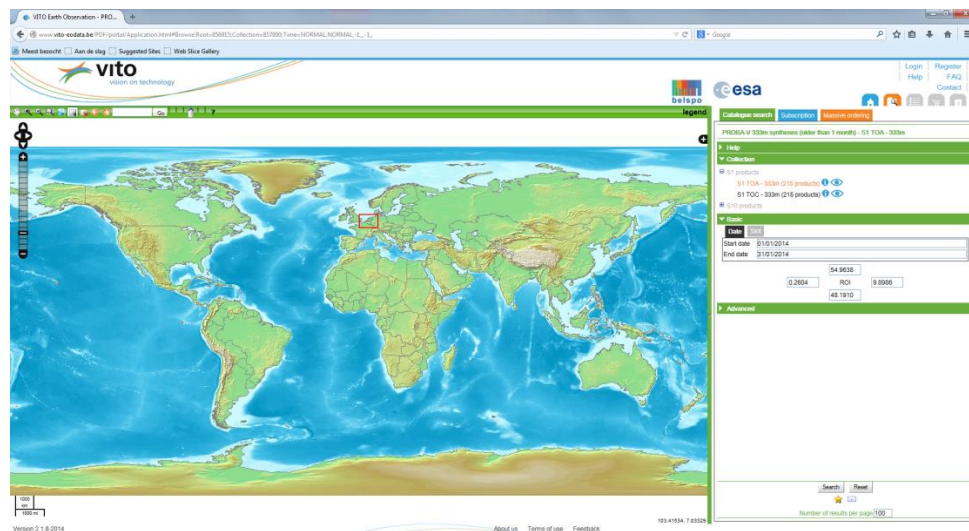 VITO Earth Observation - PRO...
www.vito-eodata.be/PDF/portal/Application.html#Browse;Root=856815;Collection=857800;Time=NORMAL,NORMAL,-1,,,-1,,
Google
Meest bezocht Aan de slag Suggested Sites Web Slice Gallery
vito
vision on technology
belspo
esa
Login Register
Help FAQ
Contact
Go
?
legend
Catalogue search Subscription Massive ordering
PROBA-V 333m syntheses (older than 1 month) - S1 TOA - 333m
Help
Collection
S1 products
S1 TOA - 333m (215 products)
S1 TOC - 333m (215 products)
S10 products
Basic
Date
Start date 01/01/2014
End date 31/01/2014
54.9638
0.2604 ROI 9.8986
48.1910
Advanced
Search Reset
Number of results per page 100
1000
km
1000 mi
103.41634, 7.03329
Version 2.1.8-2014
About us Terms of use Feedback